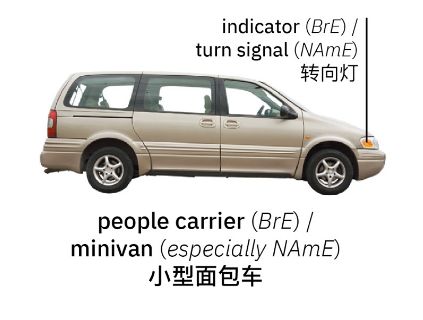 indicator (BrE) /
turn signal (NAmE)
转向灯
people carrier (BrE) /
minivan (especially NAmE)
小型面包车